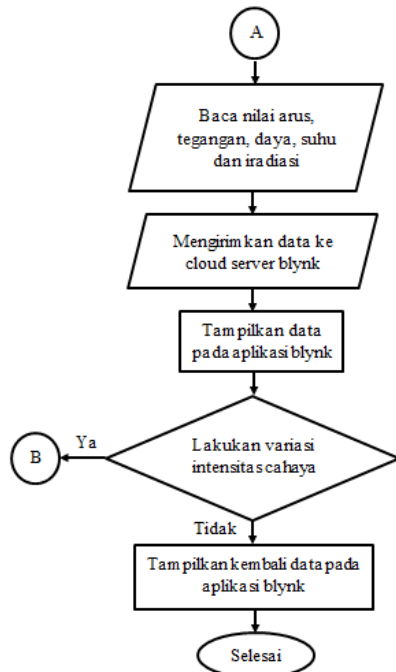 A
Baca nilai arus,
tegangan, daya, suhu
dan iradiasi
Mengirimkan data ke
cloud server blynk
Tampilkan data
pada aplikasi blynk
Lakukan variasi
intensitas cahaya
Ya
B
Tidak
Tampilkan kembali data pada
aplikasi blynk
Selesai